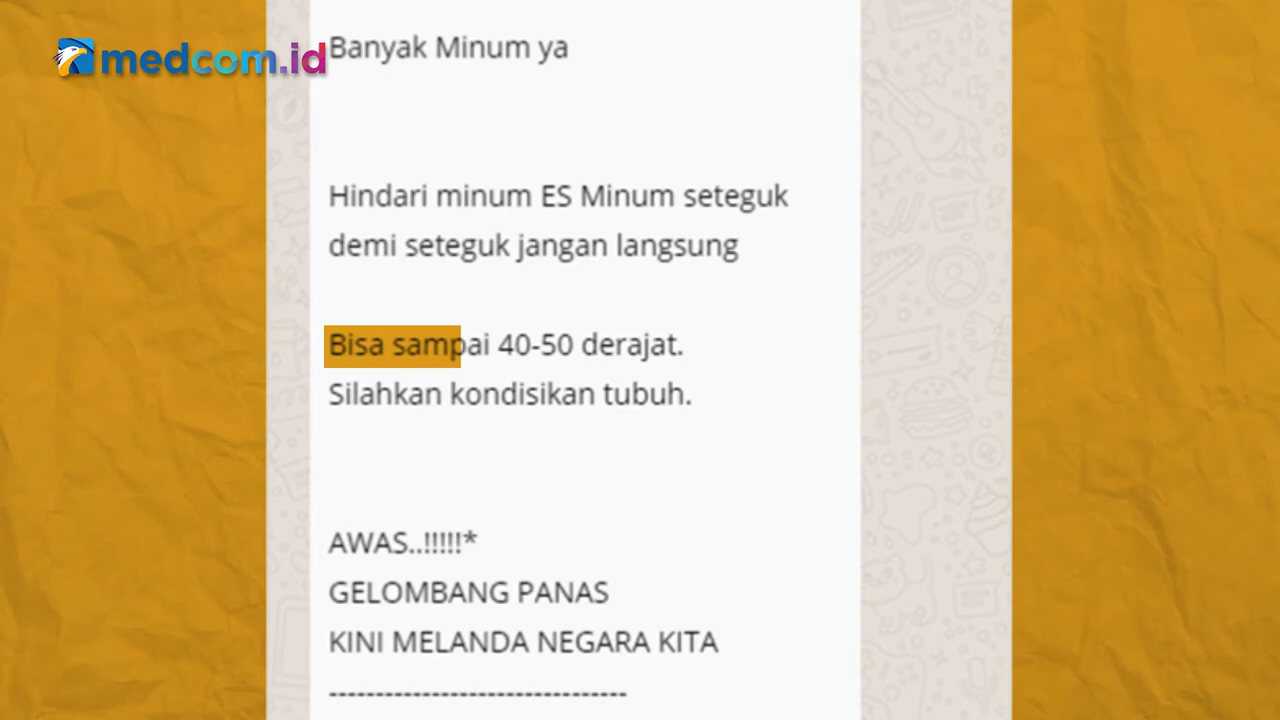 medcom.id
Banyak Minum ya
Hindari minum ES Minum seteguk
demi seteguk jangan langsung
Bisa sampai 40-50 derajat.
Silahkan kondisikan tubuh.
AWAS..!!!!!*
GELOMBANG PANAS
KINI MELANDA NEGARA KITA
--------------------------------